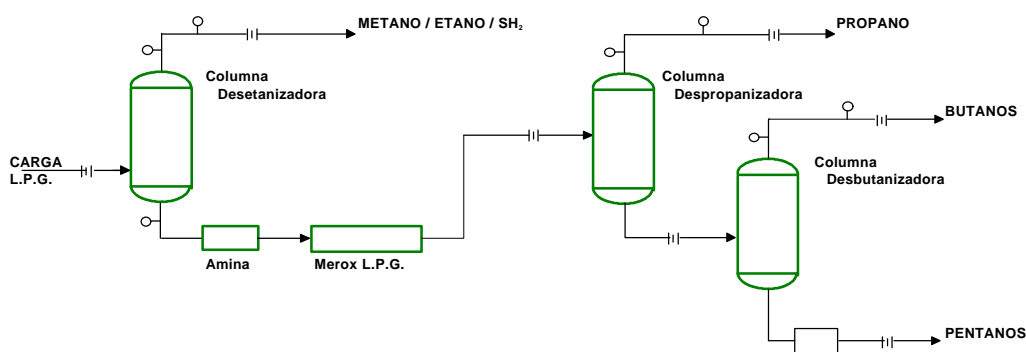 METANO / ETANO / SH₂
PROPANO
Columna
Desetanizadora
Columna
Despropanizadora
BUTANOS
CARGA
L.P.G.
Columna
Desbutanizadora
Amina
Merox L.P.G.
PENTANOS